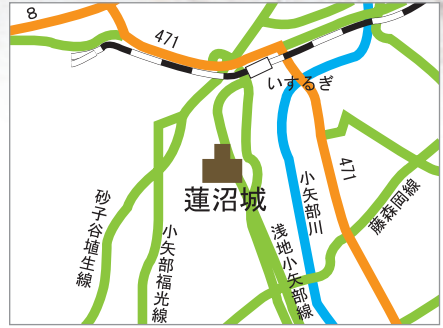 8
471
いするぎ
蓮沼城
471
小矢部川
藤森岡線
砂子谷埴生線
小矢部福光線
浅地小矢部線